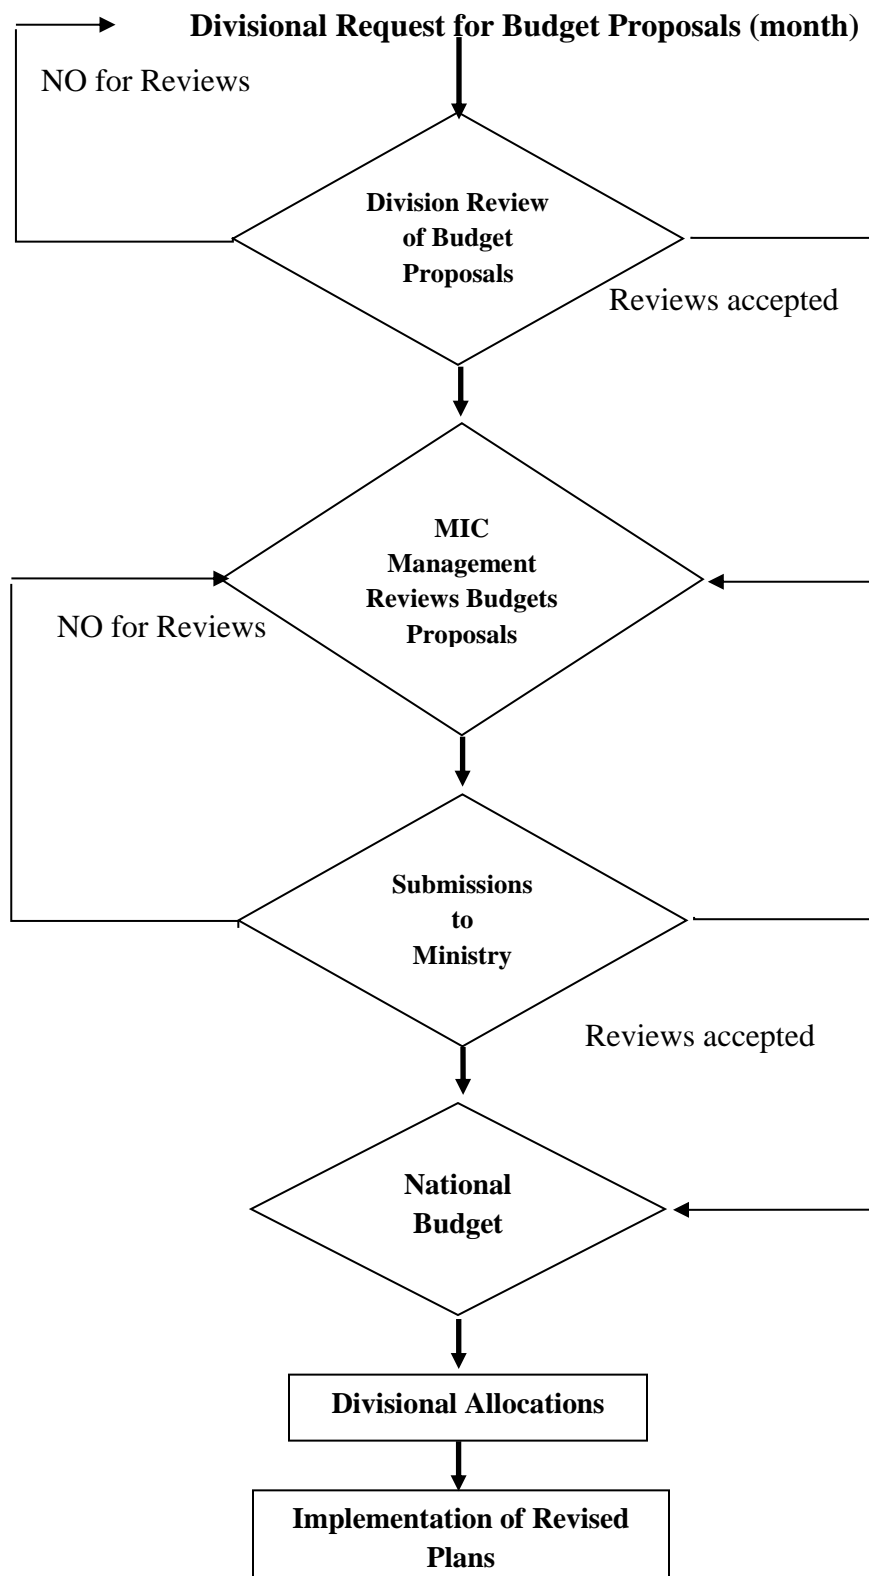 Divisional Request for Budget Proposals (month)
NO for Reviews
Division Review
of Budget
Proposals
Reviews accepted
MIC
Management
Reviews Budgets
Proposals
NO for Reviews
Submissions
to
Ministry
Reviews accepted
National
Budget
Divisional Allocations
Implementation of Revised
Plans